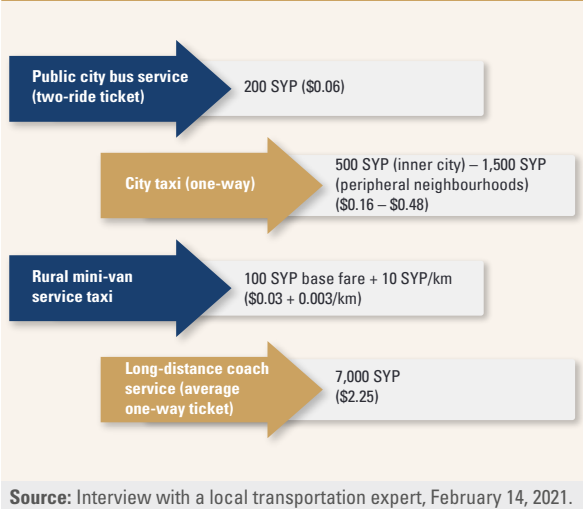 Public city bus service
(two-ride ticket)
200 SYP ($0.06)
City taxi (one-way)
500 SYP (inner city) – 1,500 SYP
(peripheral neighbourhoods)
($0.16 – $0.48)
Rural mini-van
service taxi
100 SYP base fare + 10 SYP/km
($0.03 + 0.003/km)
Long-distance coach
service (average
one-way ticket)
7,000 SYP
($2.25)
Source: Interview with a local transportation expert, February 14, 2021.